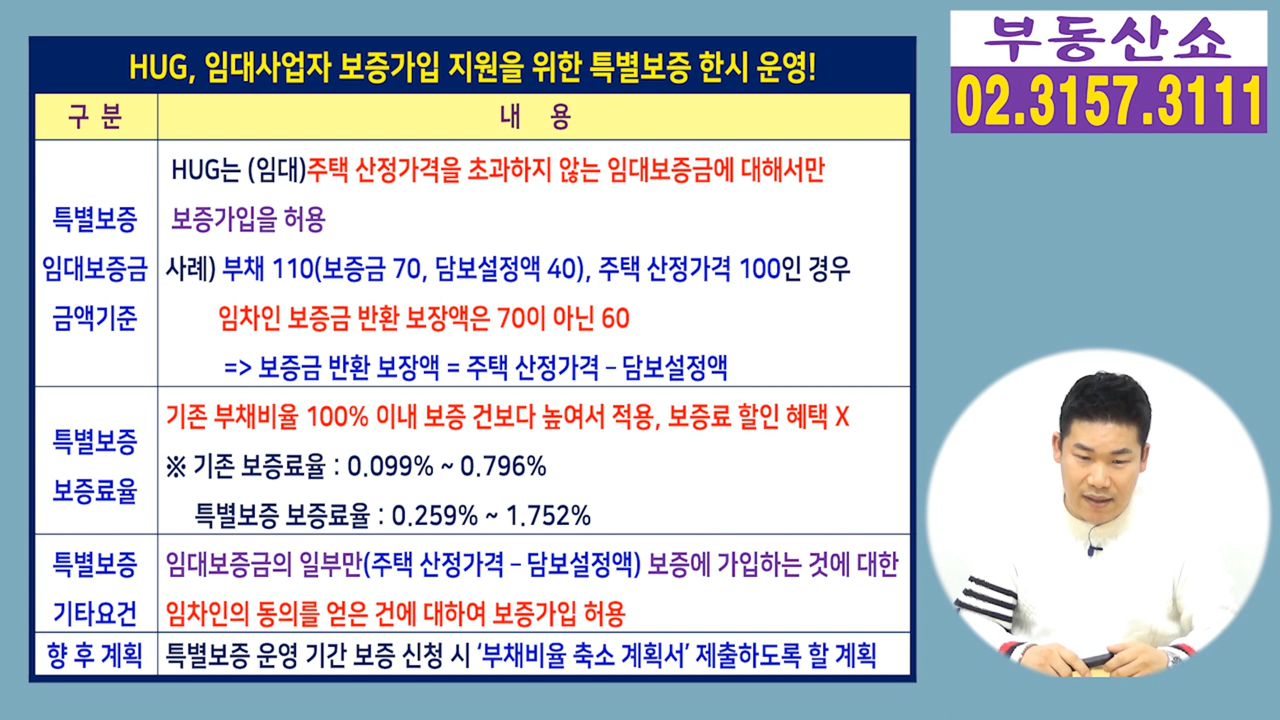 HUG, 임대사업자 보증가입 지원을 위한 특별보증 한시 운영!
부동산쇼
02.3157.3111
구 분
내 용
특별보증
임대보증금
금액기준
HUG는 (임대)주택 산정가격을 초과하지 않는 임대보증금에 대해서만
보증가입을 허용
사례) 부채 110(보증금 70, 담보설정액 40), 주택 산정가격 100인 경우
임차인 보증금 반환 보장액은 70이 아닌 60
=> 보증금 반환 보장액 = 주택 산정가격 – 담보설정액
특별보증
보증료율
기존 부채비율 100% 이내 보증 건보다 높여서 적용, 보증료 할인 혜택 X
※ 기존 보증료율 : 0.099% ~ 0.796%
특별보증 보증료율 : 0.259% ~ 1.752%
특별보증
기타요건
임대보증금의 일부만(주택 산정가격 – 담보설정액) 보증에 가입하는 것에 대한
임차인의 동의를 얻은 건에 대하여 보증가입 허용
향 후 계획
특별보증 운영 기간 보증 신청 시 ‘부채비율 축소 계획서’ 제출하도록 할 계획